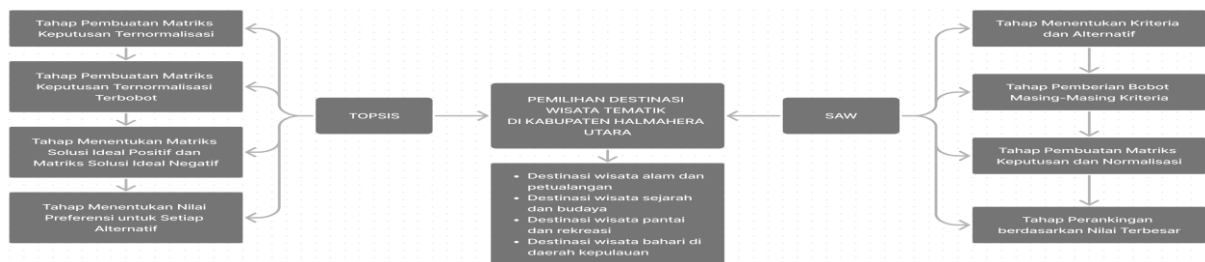 Tahap Pembuatan Matriks
Keputusan Ternormalisasi
Tahap Pembuatan Matriks
Keputusan Ternormalisasi
Terbobot
Tahap Menentukan Matriks
Solusi Ideal Positif dan
Matriks Solusi Ideal Negatif
Tahap Menentukan Nilai
Preferensi untuk Setiap
Alternatif
TOPSIS
PEMILIHAN DESTINASI
WISATA TEMATIK
DI KABUPATEN HALMAHERA
UTARA
• Destinasi wisata alam dan
petualangan
• Destinasi wisata sejarah
dan budaya
• Destinasi wisata pantai
dan rekreasi
• Destinasi wisata bahari di
daerah kepulauan
SAW
Tahap Menentukan Kriteria
dan Alternatif
Tahap Pemberian Bobot
Masing-Masing Kriteria
Tahap Pembuatan Matriks
Keputusan dan Normalisasi
Tahap Perankingan
berdasarkan Nilai Terbesar